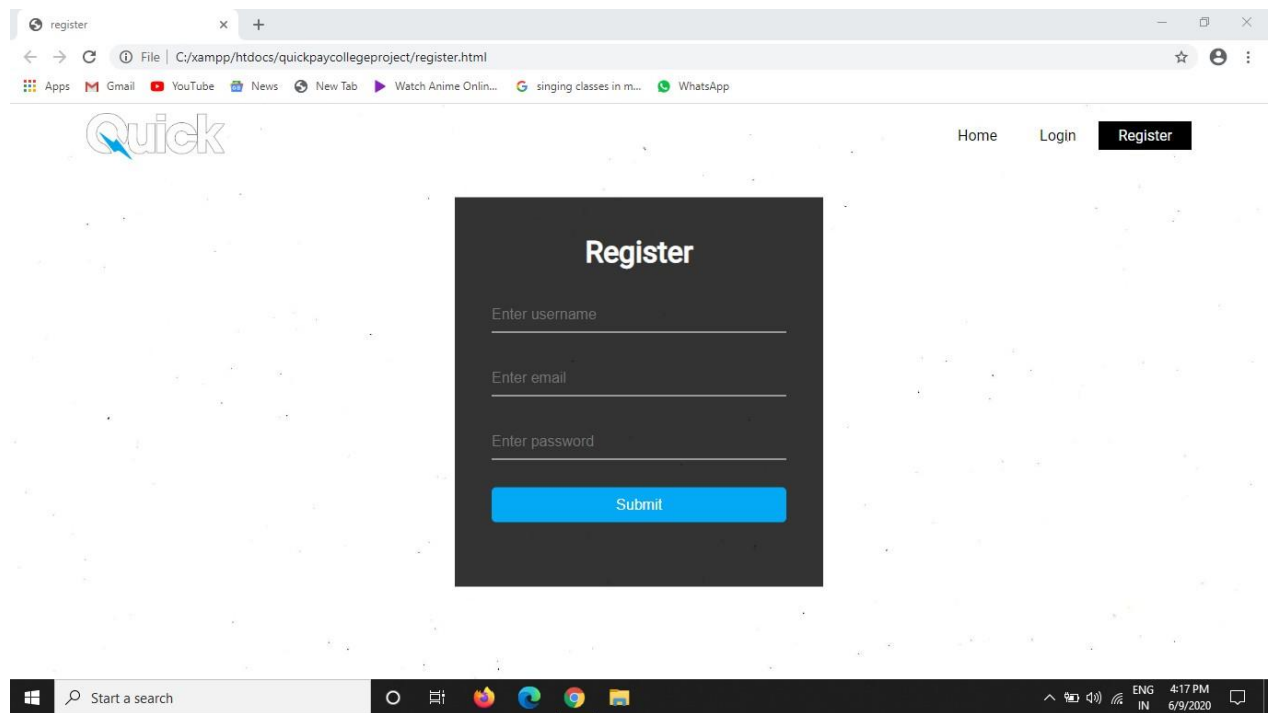 register
File | C:/xampp/htdocs/quickpaycollegeproject/register.html
Apps Gmail YouTube News New Tab Watch Anime Onlin... singing classes in m... WhatsApp
Quick
Home Login Register
Register
Enter username
Enter email
Enter password
Submit
Start a search
ENG 4:17 PM
IN 6/9/2020